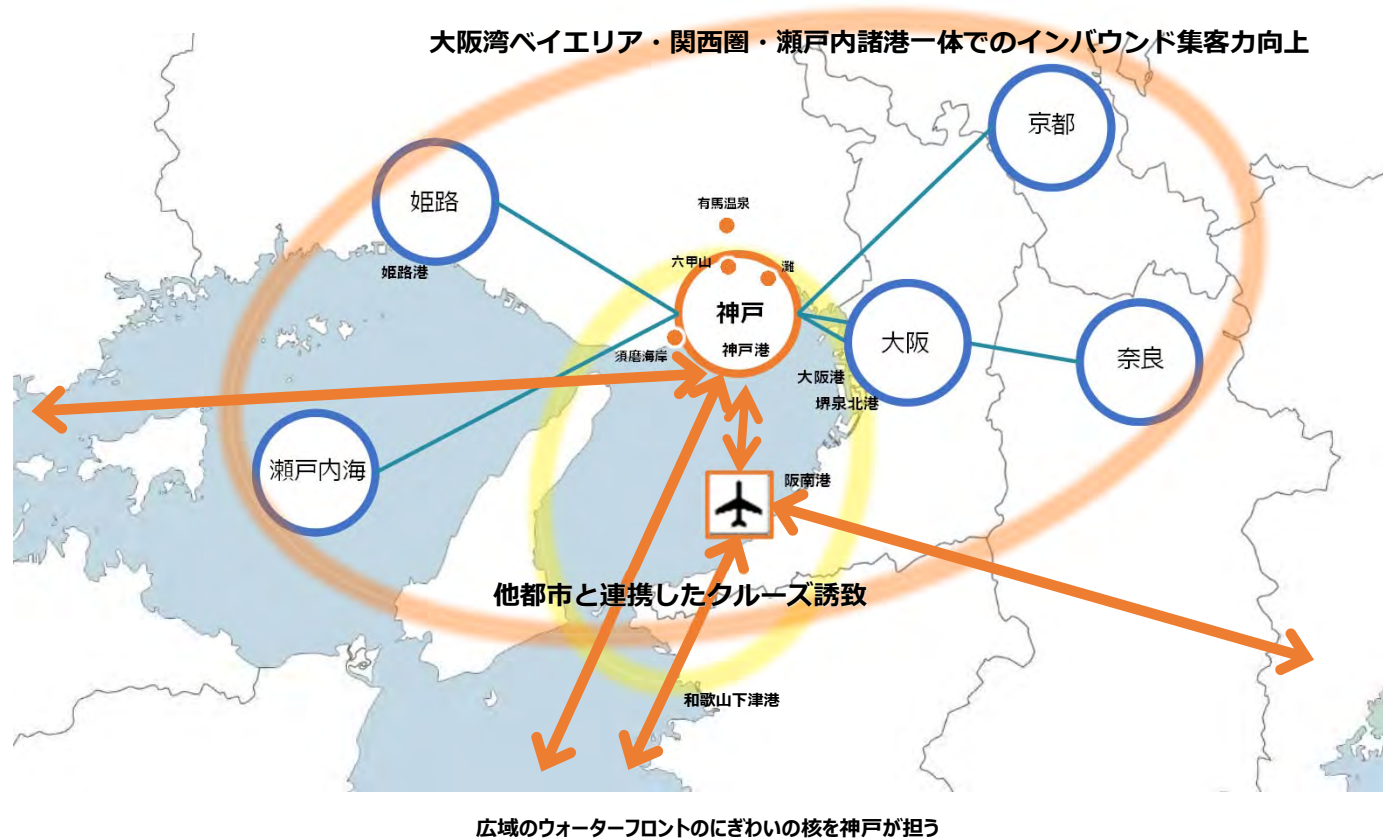 大阪湾ベイエリア・関西圏・瀬戸内諸港一体でのインバウンド集客力向上
京都
姫路
有馬温泉
姫路港
六甲山
灘
神戸
神戸港
須磨海岸
大阪
奈良
大阪港
堺泉北港
瀬戸内海
阪南港
他都市と連携したクルーズ誘致
和歌山下津港
広域のウォーターフロントのにぎわいの核を神戸が担う